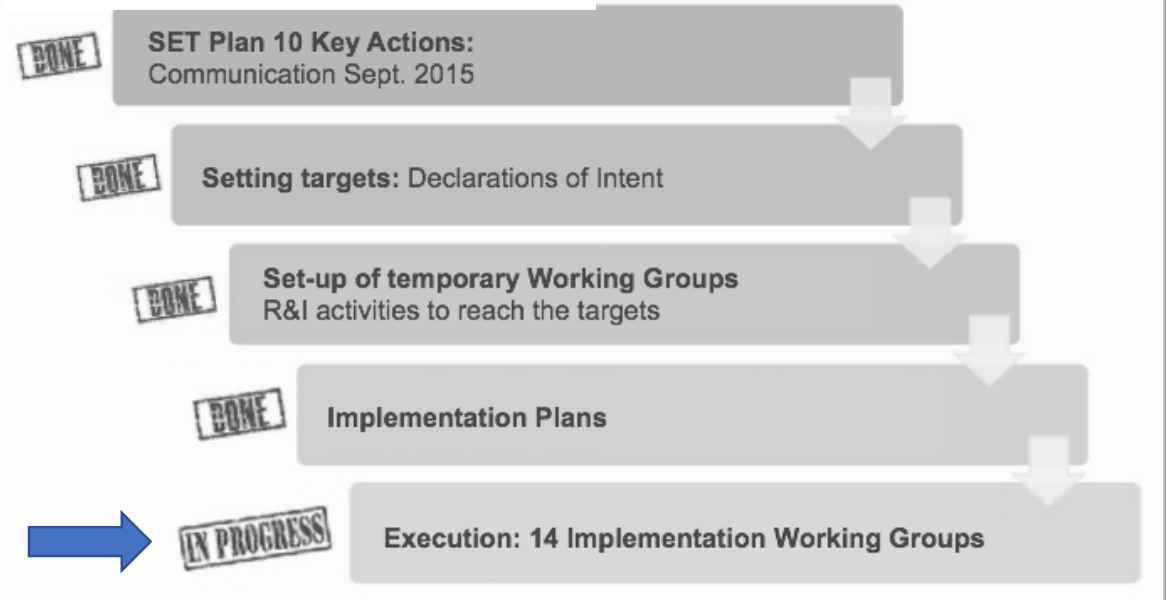 DONE
SET Plan 10 Key Actions:
Communication Sept. 2015
DONE
Setting targets: Declarations of Intent
DONE
Set-up of temporary Working Groups
R&I activities to reach the targets
DONE
Implementation Plans
IN PROGRESS
Execution: 14 Implementation Working Groups